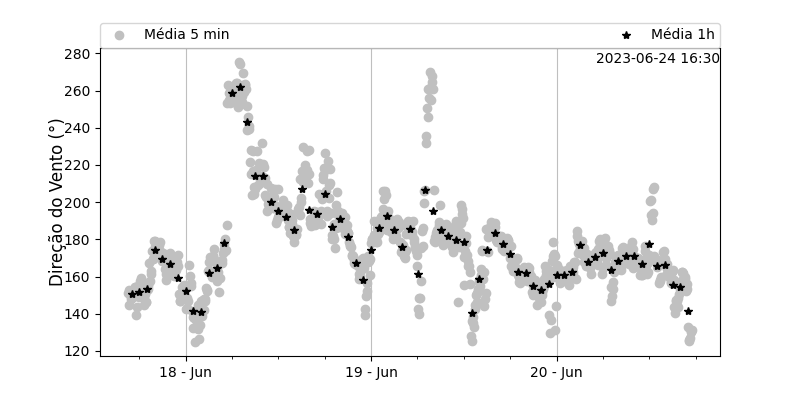 Média 5 min
Média 1h
2023-06-24 16:30
Direção do Vento (°)
280
260
240
220
200
180
160
140
120
18 - Jun
19 - Jun
20 - Jun